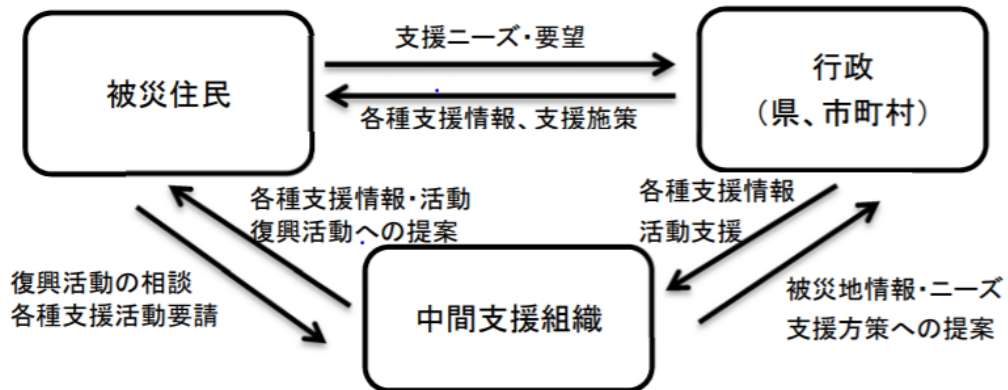 支援ニーズ・要望
被災住民
行政
（県、市町村）
各種支援情報、支援施策
各種支援情報・活動
復興活動への提案
各種支援情報
活動支援
復興活動の相談
各種支援活動要請
中間支援組織
被災地情報・ニーズ
支援方策への提案